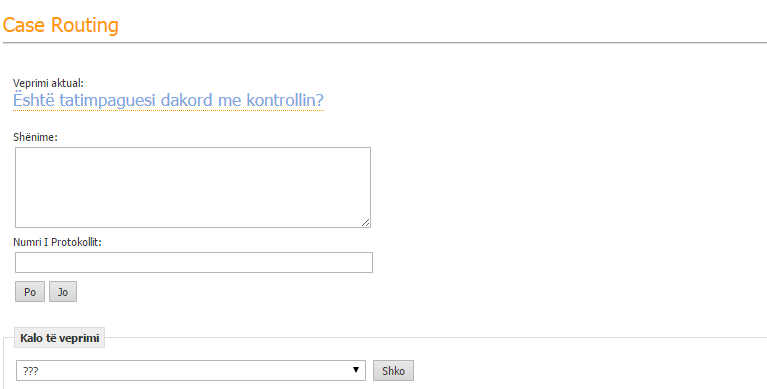 Case Routing
Veprimi aktual:
Është tatimpaguesi dakord me kontrollin?
Shënime:
Numri I Protokollit:
Po Jo
Kalo të veprimi
??? Shko